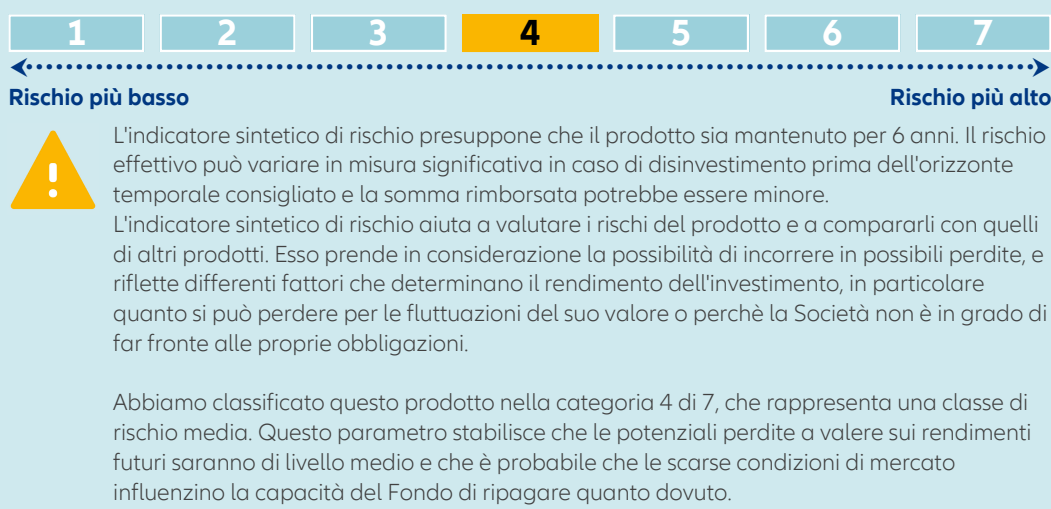 1 2 3 4 5 6 7
Rischio più basso Rischio più alto
L'indicatore sintetico di rischio presuppone che il prodotto sia mantenuto per 6 anni. Il rischio
effettivo può variare in misura significativa in caso di disinvestimento prima dell'orizzonte
temporale consigliato e la somma rimborsata potrebbe essere minore.
L'indicatore sintetico di rischio aiuta a valutare i rischi del prodotto e a compararli con quelli
di altri prodotti. Esso prende in considerazione la possibilità di incorrere in possibili perdite, e
riflette differenti fattori che determinano il rendimento dell'investimento, in particolare
quanto si può perdere per le fluttuazioni del suo valore o perchè la Società non è in grado di
far fronte alle proprie obbligazioni.
Abbiamo classificato questo prodotto nella categoria 4 di 7, che rappresenta una classe di
rischio media. Questo parametro stabilisce che le potenziali perdite a valere sui rendimenti
futuri saranno di livello medio e che è probabile che le scarse condizioni di mercato
influenzino la capacità del Fondo di ripagare quanto dovuto.